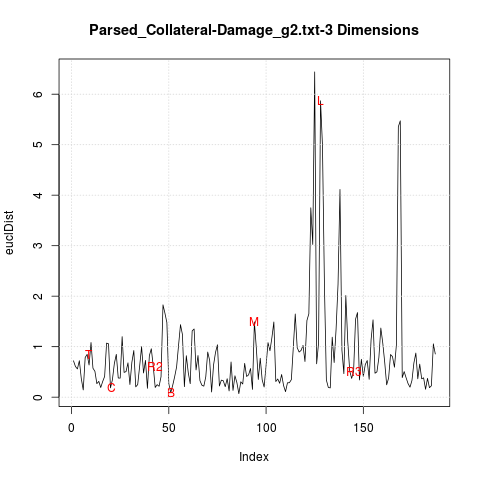 Parsed_Collateral-Damage_g2.txt-3 Dimensions
euclDist
6
5
4
3
2
1
0
L
M
T
R2
R3
C
B
0
50
100
150
Index